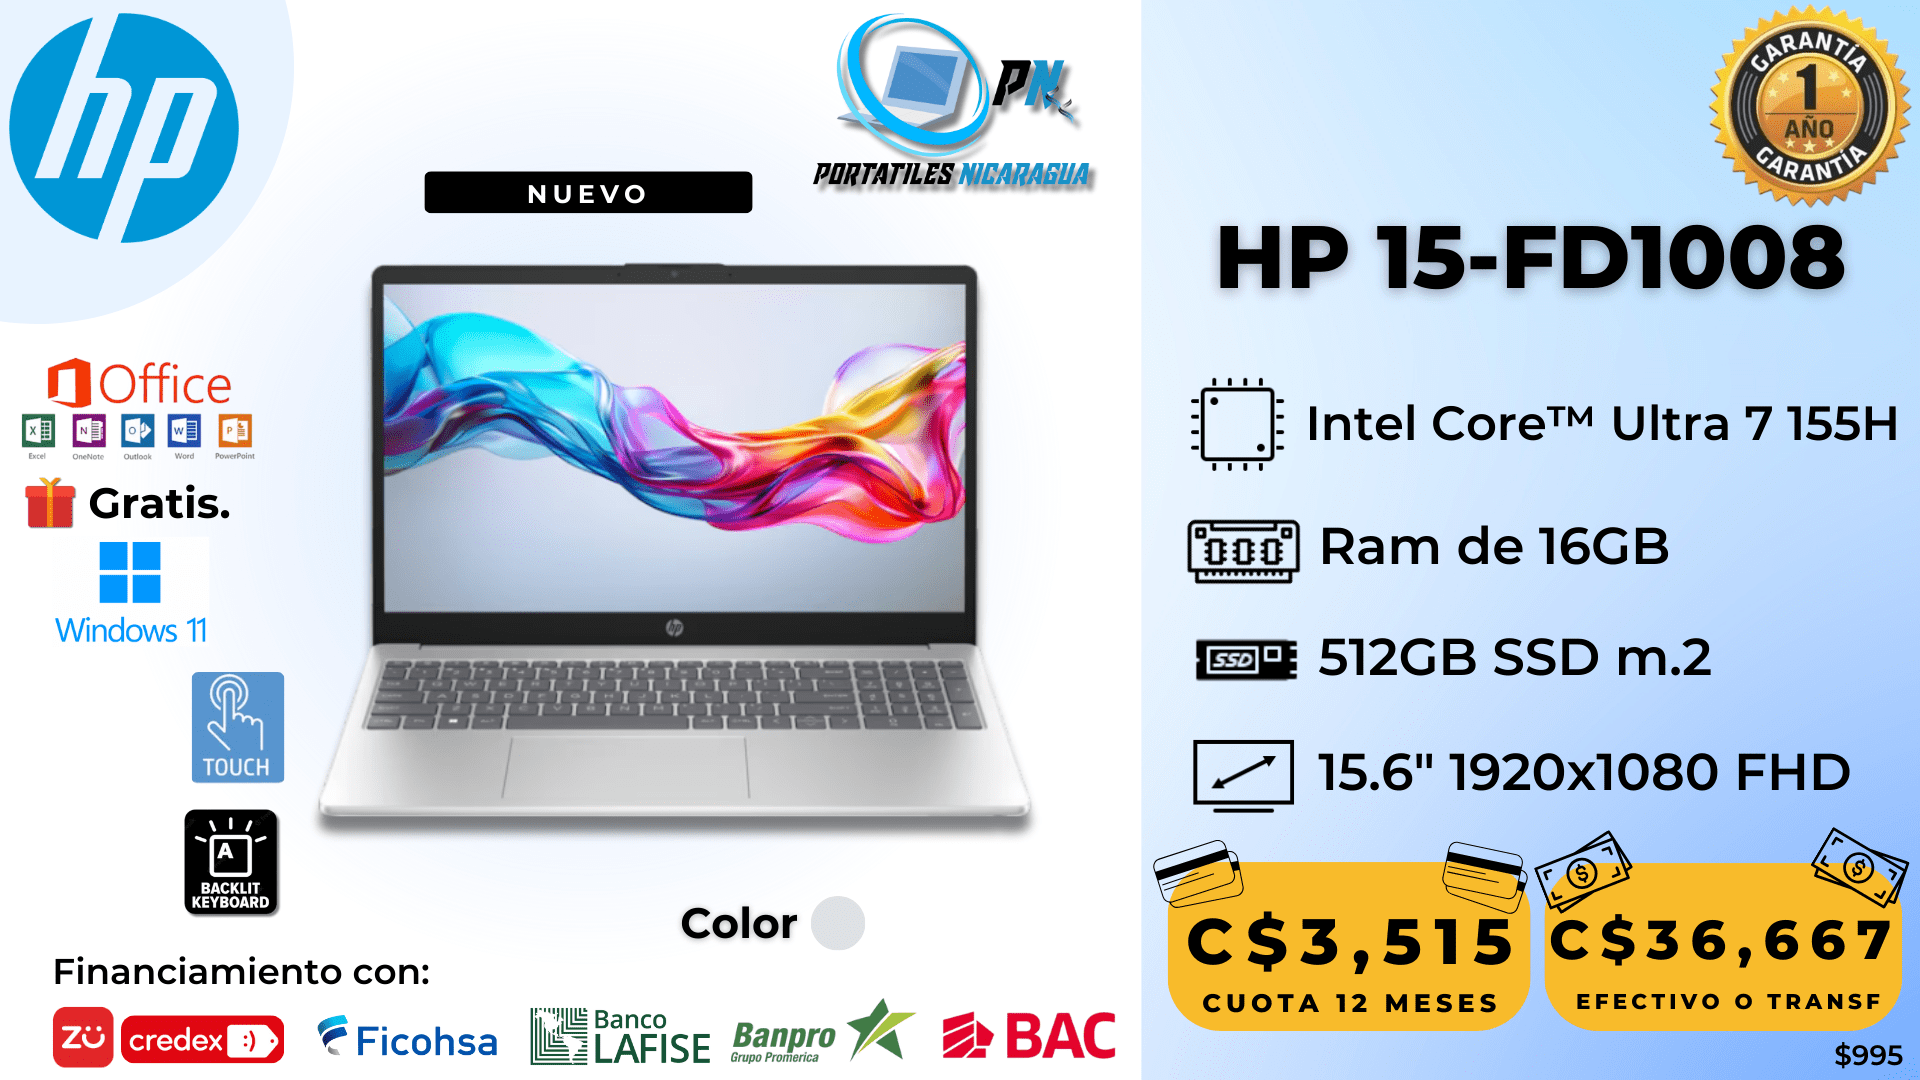 hp
PN
PORTATILES NICARAGUA
NUEVO
GARANTÍA
1
AÑO
GARANTÍA
HP 15-FD1008
Office
Excel
OneNote
Outlook
Word
PowerPoint
Gratis.
Windows 11
TOUCH
A
BACKLIT
KEYBOARD
hp
Intel Core™ Ultra 7 155H
Ram de 16GB
SSD
512GB SSD m.2
15.6" 1920x1080 FHD
Color
C$3,515
CUOTA 12 MESES
C$36,667
EFECTIVO O TRANSF
$995
Financiamiento con:
zü
credex :)
Ficohsa
Banco
LAFISE
Banpro
Grupo Promerica
BAC